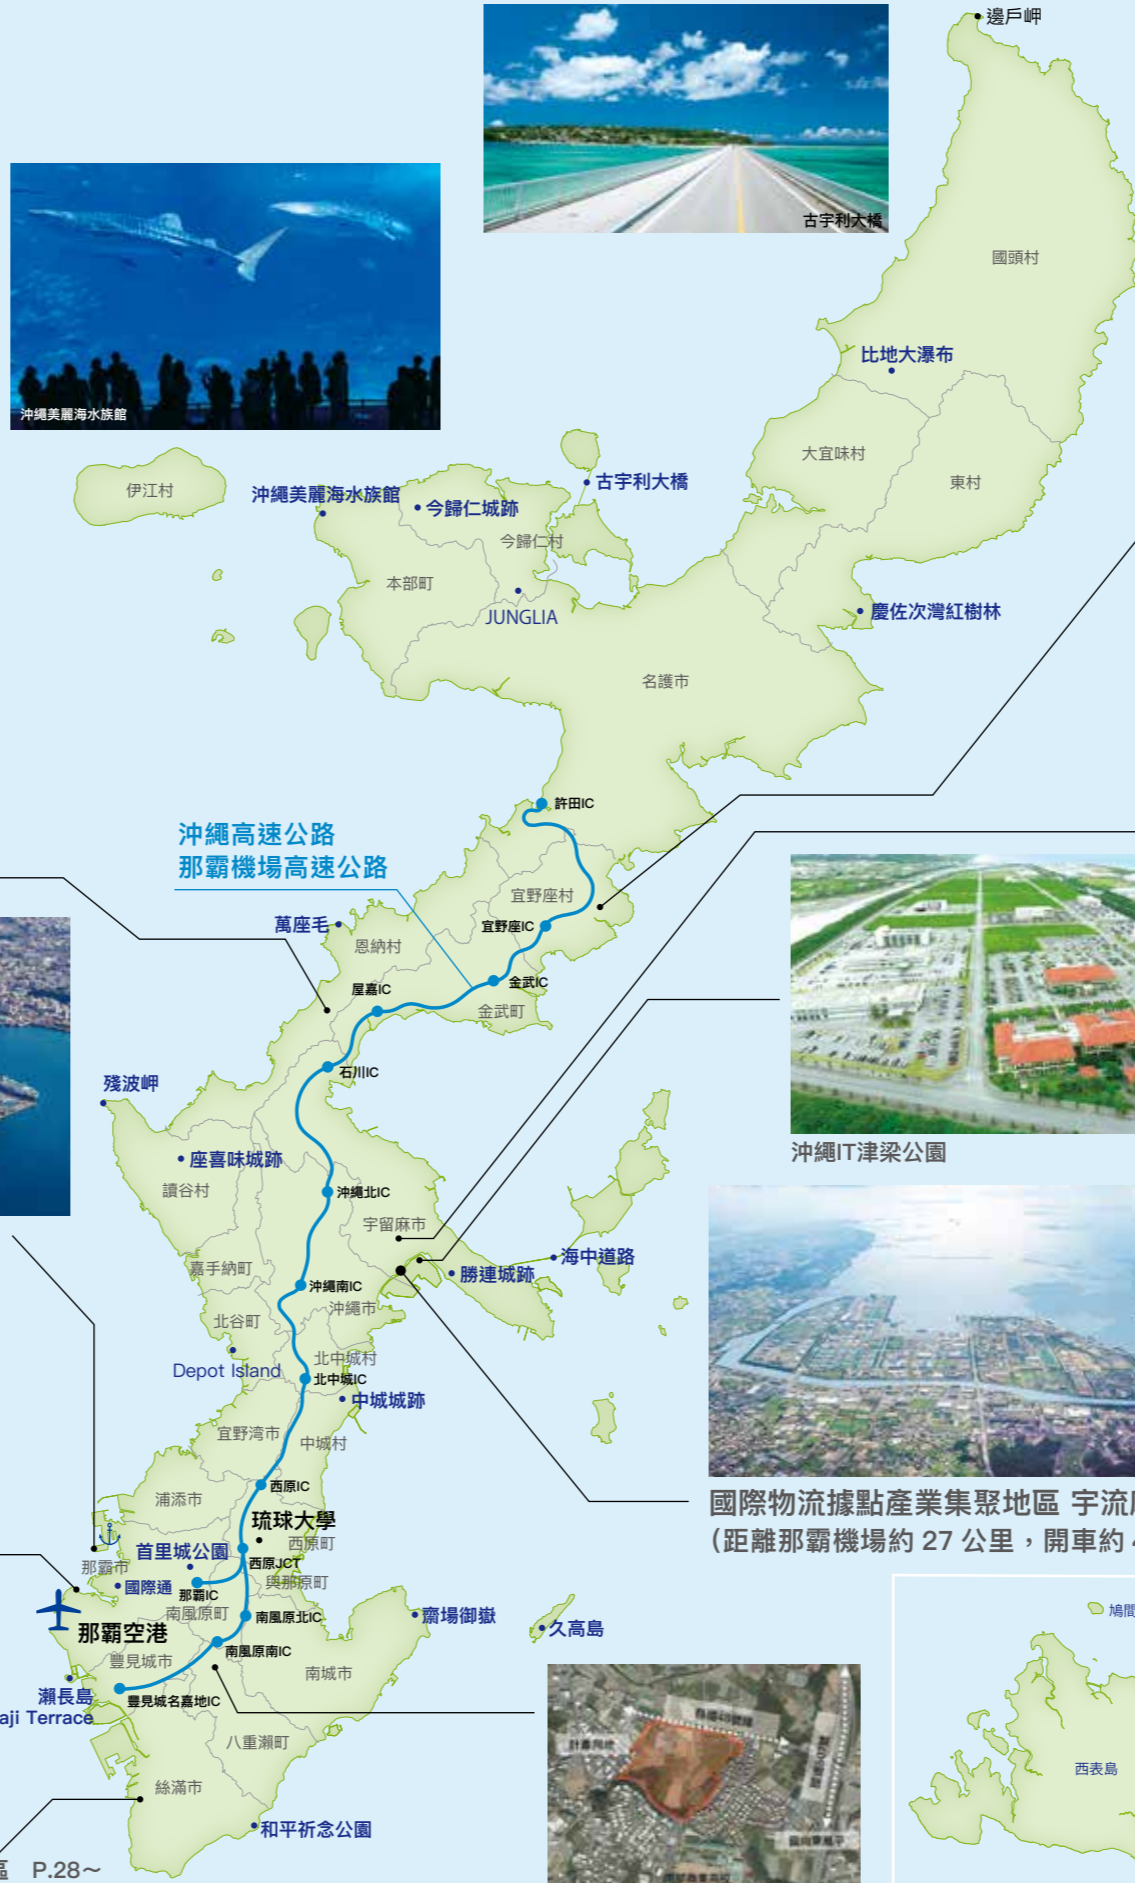 邊戶岬
古宇利大橋
國頭村
沖繩美麗海水族館
比地大瀑布
大宜味村
東村
伊江村
沖繩美麗海水族館
今歸仁城跡
古宇利大橋
今歸仁村
本部町
JUNGLIA
慶佐次灣紅樹林
名護市
許田IC
沖繩高速公路
那霸機場高速公路
宜野座村
萬座毛
宜野座IC
恩納村
屋嘉IC
金武IC
金武町
石川IC
殘波岬
沖繩IT津梁公園
座喜味城跡
讀谷村
沖繩北IC
宇留麻市
海中道路
嘉手納町
勝連城跡
沖繩南IC
沖繩市
北谷町
北中城村
Depot Island
北中城IC
中城城跡
宜野湾市
中城村
西原IC
浦添市
國際物流據點產業集聚地區 宇流
(距離那霸機場約 27 公里，開車約
琉球大學
西原町
首里城公園
西原JCT
那霸市
國際通
那霸IC
與那原町
南風原町
南風原北IC
齋場御嶽
久高島
鳩間
那霸空港
南風原南IC
豐見城市
南城市
瀨長島
aji Terrace
豐見城名嘉地IC
八重瀨町
西表島
絲滿市
和平祈念公園
區 P.28～